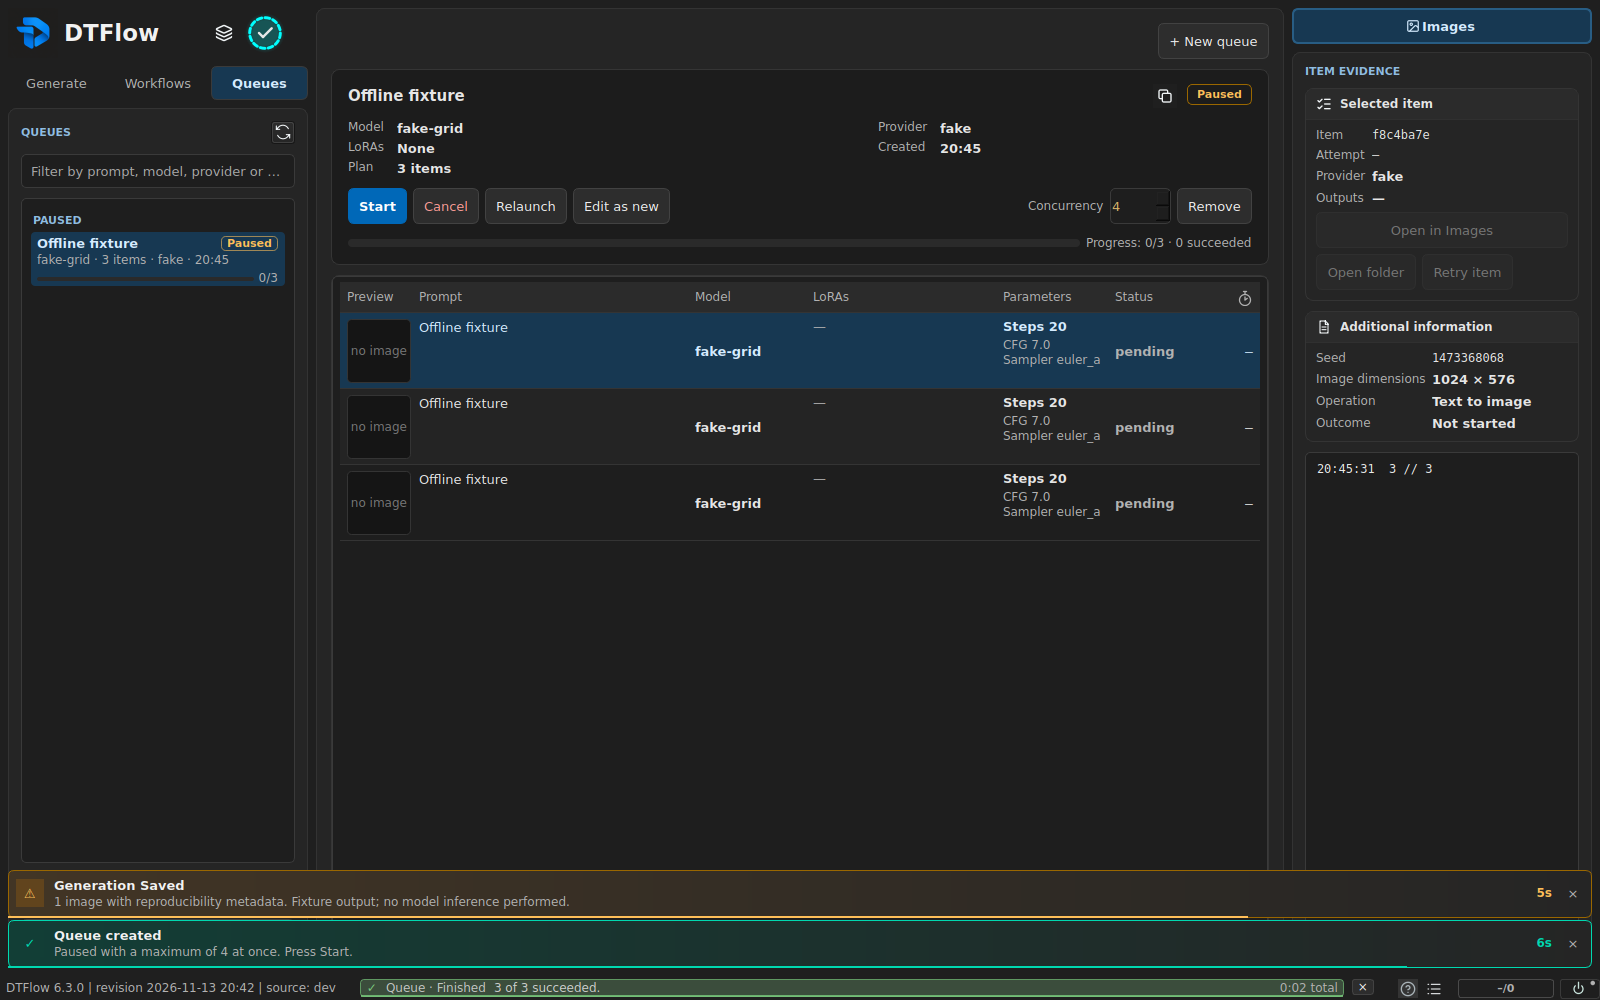 DTFlow
Generate Workflows Queues
QUEUES
Filter by prompt, model, provider or ...
PAUSED
Offline fixture Paused
fake-grid · 3 items · fake · 20:45
0/3
+ New queue
Offline fixture Paused
Model fake-grid Provider fake
LoRAs None Created 20:45
Plan 3 items
Start Cancel Relaunch Edit as new Concurrency 4 Remove
Progress: 0/3 · 0 succeeded
Preview Prompt Model LoRAs Parameters Status
no image Offline fixture fake-grid — Steps 20 pending —
CFG 7.0
Sampler euler_a
no image Offline fixture fake-grid — Steps 20 pending —
CFG 7.0
Sampler euler_a
no image Offline fixture fake-grid — Steps 20 pending —
CFG 7.0
Sampler euler_a
Images
ITEM EVIDENCE
Selected item
Item f8c4ba7e
Attempt —
Provider fake
Outputs —
Open in Images
Open folder Retry item
Additional information
Seed 1473368068
Image dimensions 1024 × 576
Operation Text to image
Outcome Not started
20:45:31 3 // 3
Generation Saved
1 image with reproducibility metadata. Fixture output; no model inference performed.
5s ×
Queue created
Paused with a maximum of 4 at once. Press Start.
6s ×
DTFlow 6.3.0 | revision 2026-11-13 20:42 | source: dev
✓ Queue · Finished 3 of 3 succeeded. 0:02 total ×
-/0